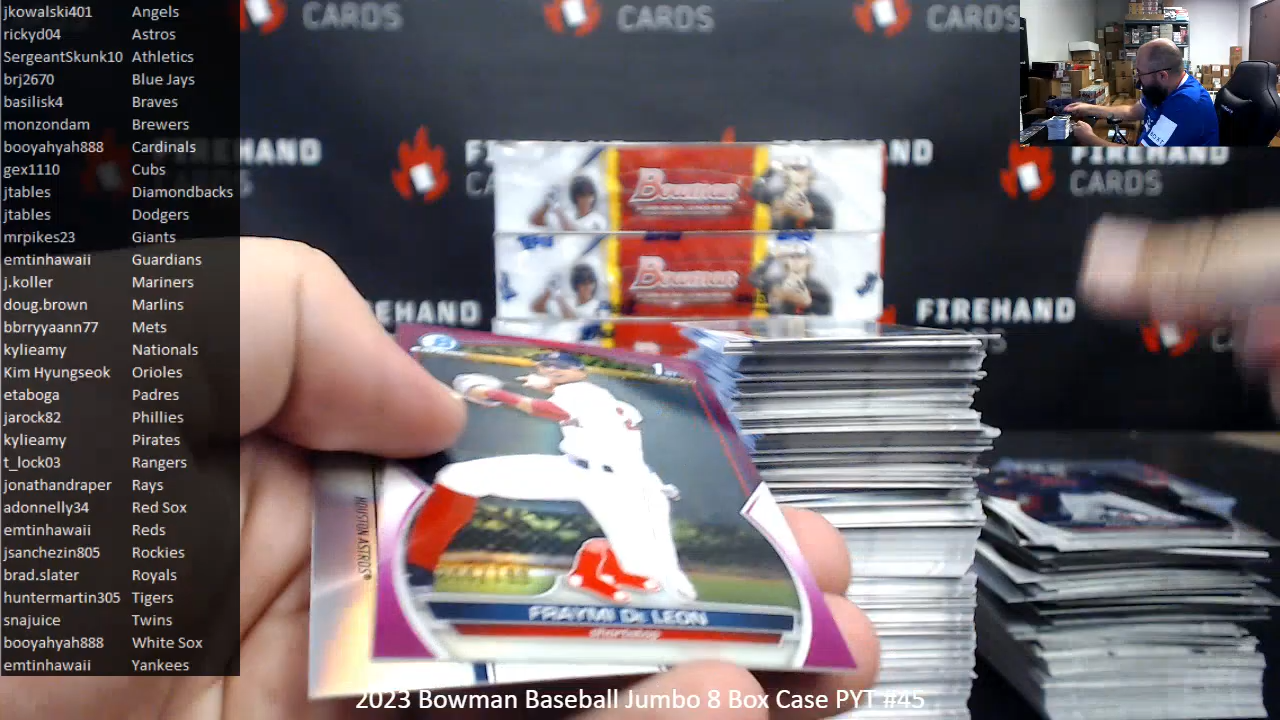 jkowalski401 Angels
rickyd04 Astros
SergeantSkunk10 Athletics
brj2670 Blue Jays
basilisk4 Braves
monzondam Brewers
booyahyah888 Cardinals
gex1110 Cubs
jtables Diamondbacks
jtables Dodgers
mrpikes23 Giants
emtinhawaii Guardians
j.koller Mariners
doug.brown Marlins
bbrryyaann77 Mets
kylieamy Nationals
Kim Hyungseok Orioles
etaboga Padres
jarock82 Phillies
kylieamy Pirates
t_lock03 Rangers
jonathandraper Rays
adonnelly34 Red Sox
emtinhawaii Reds
jsanchezin805 Rockies
brad.slater Royals
huntermartin305 Tigers
snajuice Twins
booyahyah888 White Sox
emtinhawaii Yankees
CARDS
CARDS
CARDS
FIREHAND
CARDS
FIREHAND
CARDS
Bowman
Bowman
FIREHAND
HOUSTON ASTROS
FRAYMI De LEON
shortstop
2023 Bowman Baseball Jumbo 8 Box Case PYT #45